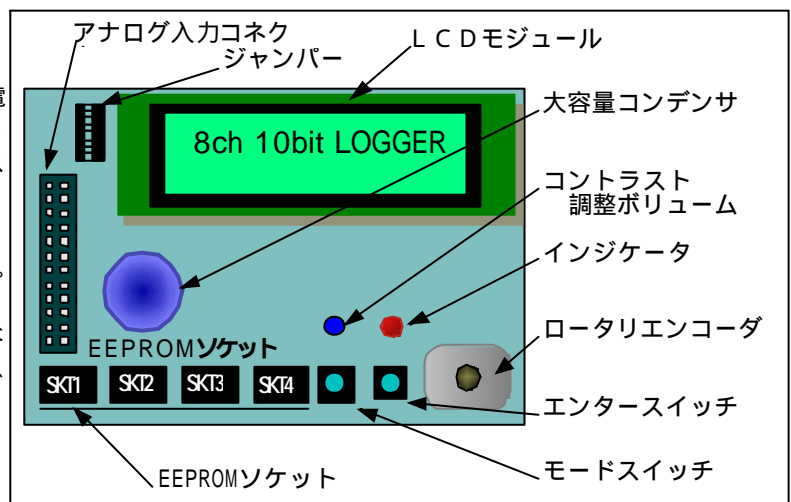 アナログ入力コネク
ジャンパー
ＬＣＤモジュール
8ch 10bit LOGGER
大容量コンデンサ
コントラスト
調整ボリューム
インジケータ
ロータリエンコーダ
EEPROMソケット
SKT1 SKT2 SKT3 SKT4
エンタースイッチ
モードスイッチ
EEPROMソケット